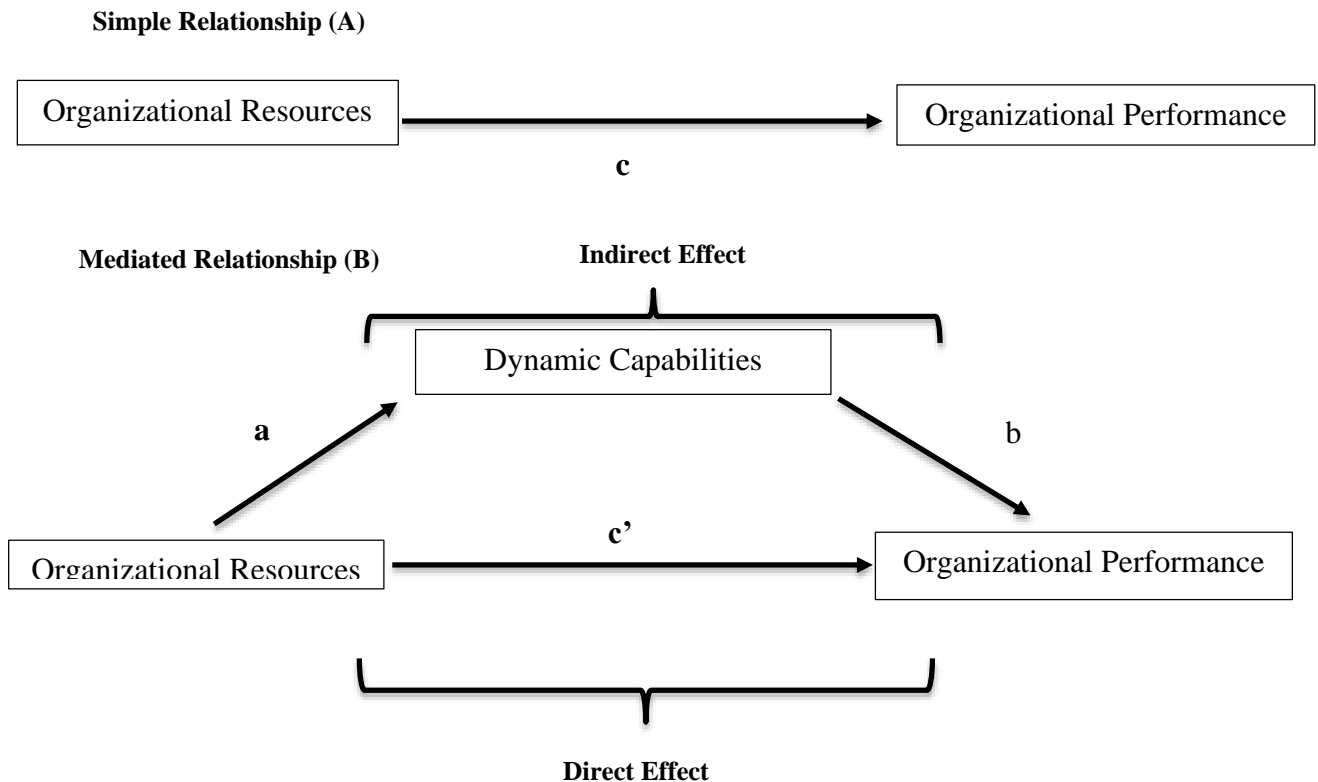 Simple Relationship (A)
Organizational Resources
Organizational Performance
c
Mediated Relationship (B)
Indirect Effect
Dynamic Capabilities
a
b
c’
Organizational Resources
Organizational Performance
Direct Effect